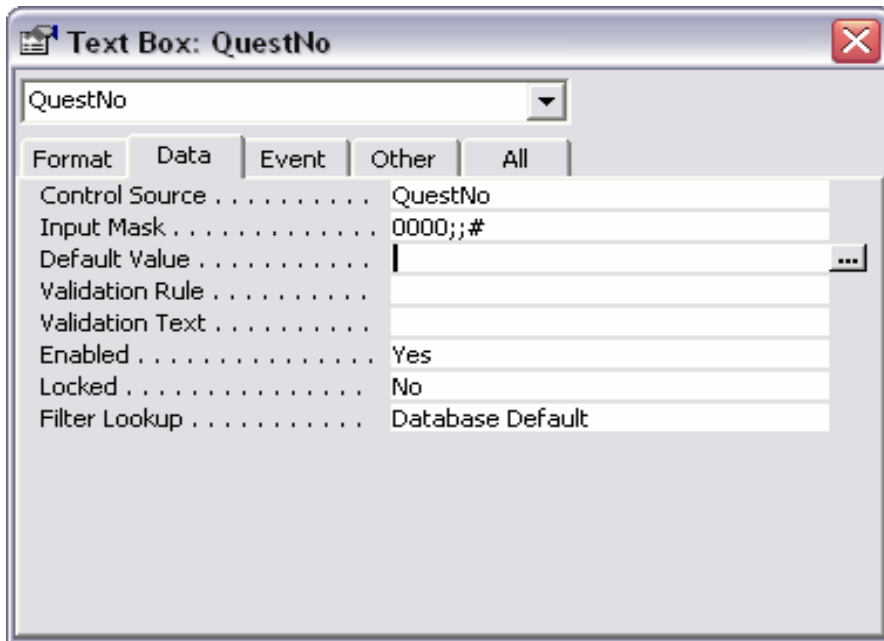 Text Box: QuestNo
QuestNo
Format Data Event Other All
Control Source . . . . . . . . . . QuestNo
Input Mask . . . . . . . . . . . . . 0000;;#
Default Value . . . . . . . . . . . ...
Validation Rule . . . . . . . . . .
Validation Text . . . . . . . . . .
Enabled . . . . . . . . . . . . . . . Yes
Locked . . . . . . . . . . . . . . . No
Filter Lookup . . . . . . . . . . . Database Default